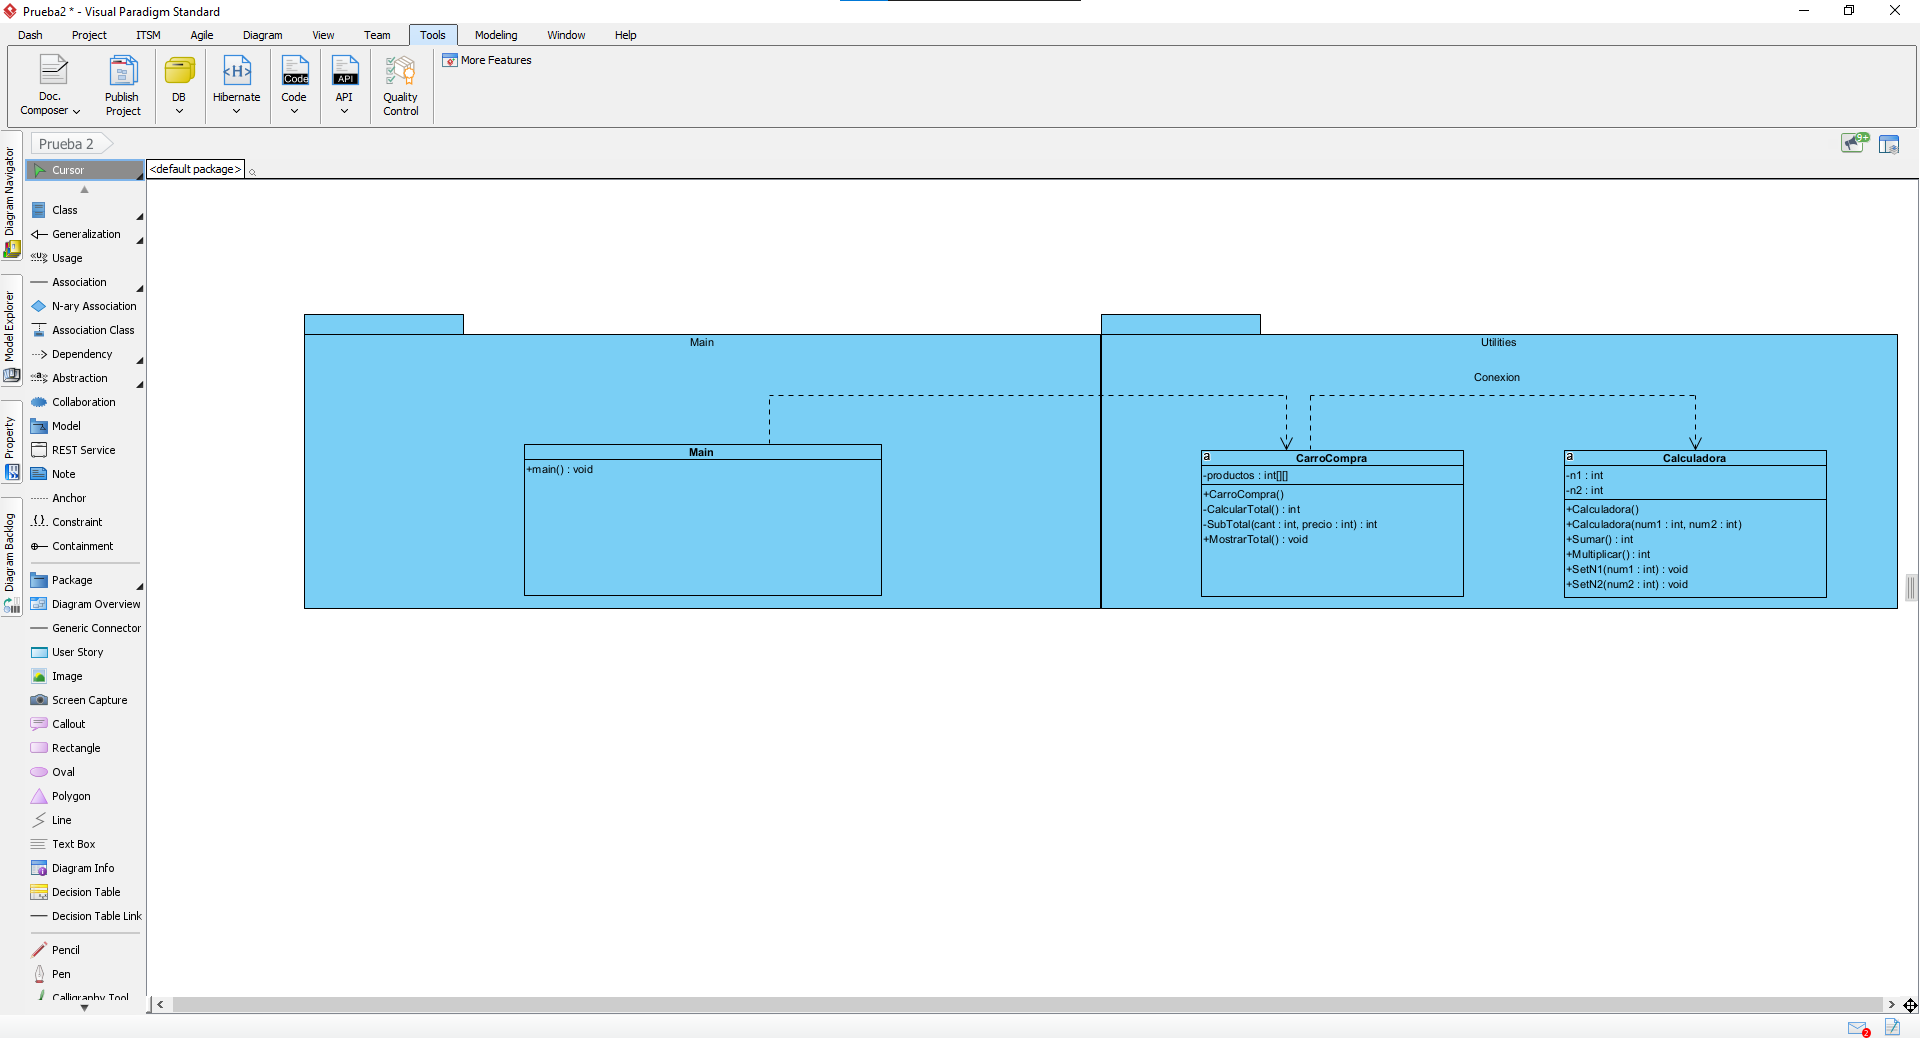 Prueba2 * - Visual Paradigm Standard
Dash Project ITSM Agile Diagram View Team Tools Modeling Window Help
Doc. Composer
Publish Project
DB
Hibernate
Code
Code
API
API
Quality Control
More Features
Prueba 2
9+
Diagram Navigator
Model Explorer
Property
Diagram Backlog
Cursor
Class
Generalization
Usage
Association
N-ary Association
Association Class
Dependency
Abstraction
Collaboration
Model
REST Service
Note
Anchor
Constraint
Containment
Package
Diagram Overview
Generic Connector
User Story
Image
Screen Capture
Callout
Rectangle
Oval
Polygon
Line
Text Box
Diagram Info
Decision Table
Decision Table Link
Pencil
Pen
Calligraphy Tool
<default package>
Main
Main
+main() : void
Utilities
Conexion
a
CarroCompra
-productos : int[][]
+CarroCompra()
-CalcularTotal() : int
-SubTotal(cant : int, precio : int) : int
+MostrarTotal() : void
a
Calculadora
-n1 : int
-n2 : int
+Calculadora()
+Calculadora(num1 : int, num2 : int)
+Sumar() : int
+Multiplicar() : int
+SetN1(num1 : int) : void
+SetN2(num2 : int) : void
2